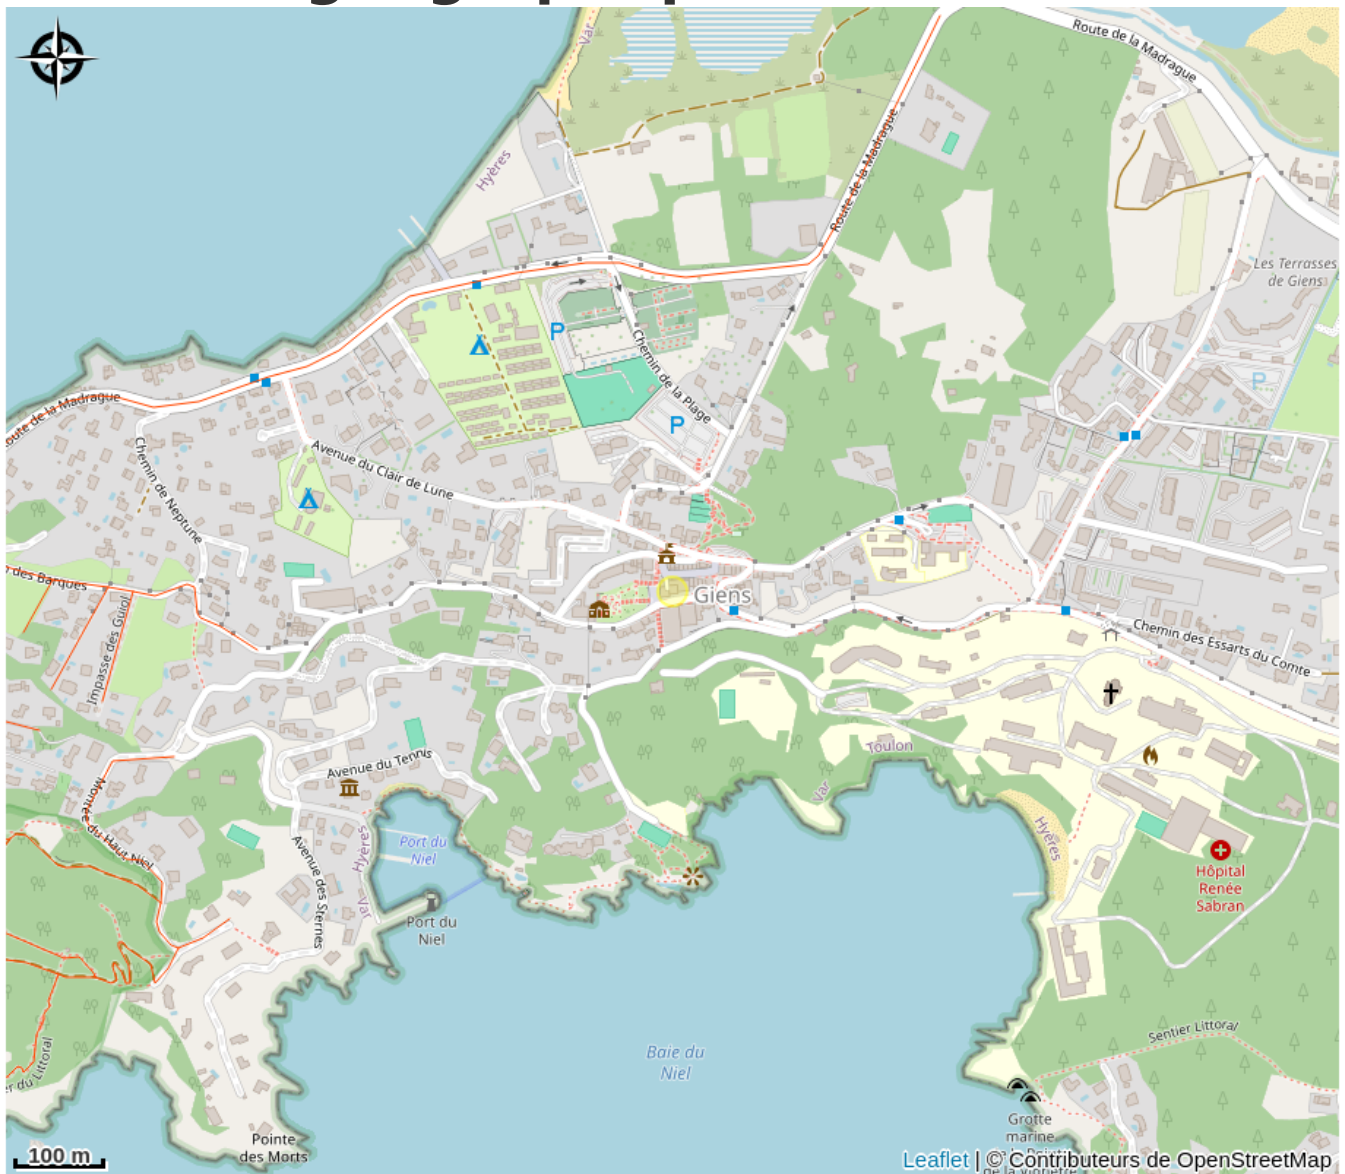 Var
Route de la Madrague
Hyères
Route de la Madrague
Les Terrasses
de Giens
P
Chemin de la Plage
P
P
Route de la Madrague
Chemin de Neptune
Avenue du Clair de Lune
des Barques
Giens
Impasse des Guiol
Chemin des Essarts du Comte
Toulon
Var
Avenue du Tennis
Montée du Haut Niel
Avenue des Sternes
Hyères
Var
Port du
Niel
Hyères
Hôpital
Renée
Sabran
Port du
Niel
Sentier Littoral
Baie du
Niel
du Littoral
Grotte
marine
Pointe
des Morts
100 m
Leaflet | © Contributeurs de OpenStreetMap